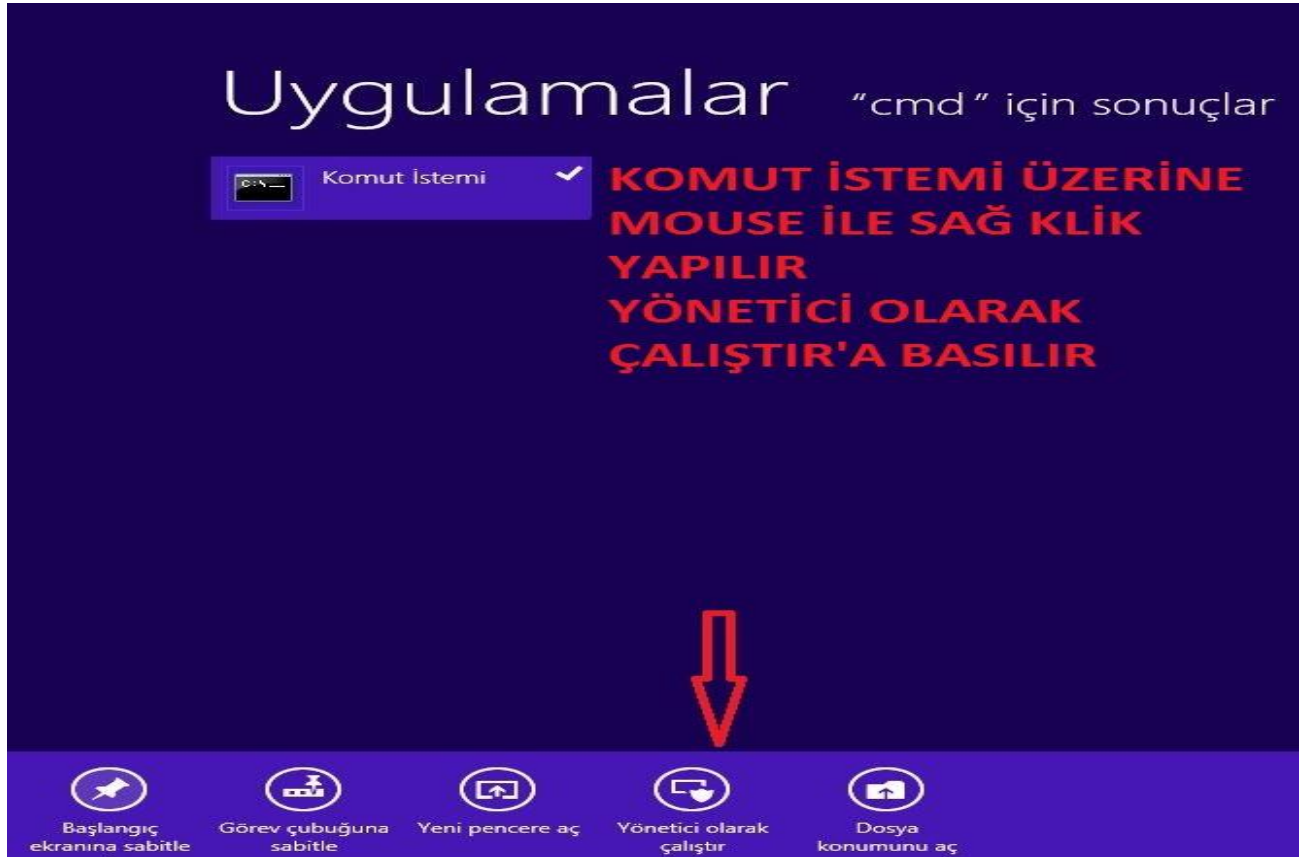 Uygulamalar "cmd" için sonuçlar
C:\_
Komut İstemi
KOMUT İSTEMİ ÜZERİNE
MOUSE İLE SAĞ KLİK
YAPILIR
YÖNETİCİ OLARAK
ÇALIŞTIR'A BASILIR
Başlangıç
ekranına sabitle
Görev çubuğuna
sabitle
Yeni pencere aç
Yönetici olarak
çalıştır
Dosya
konumunu aç